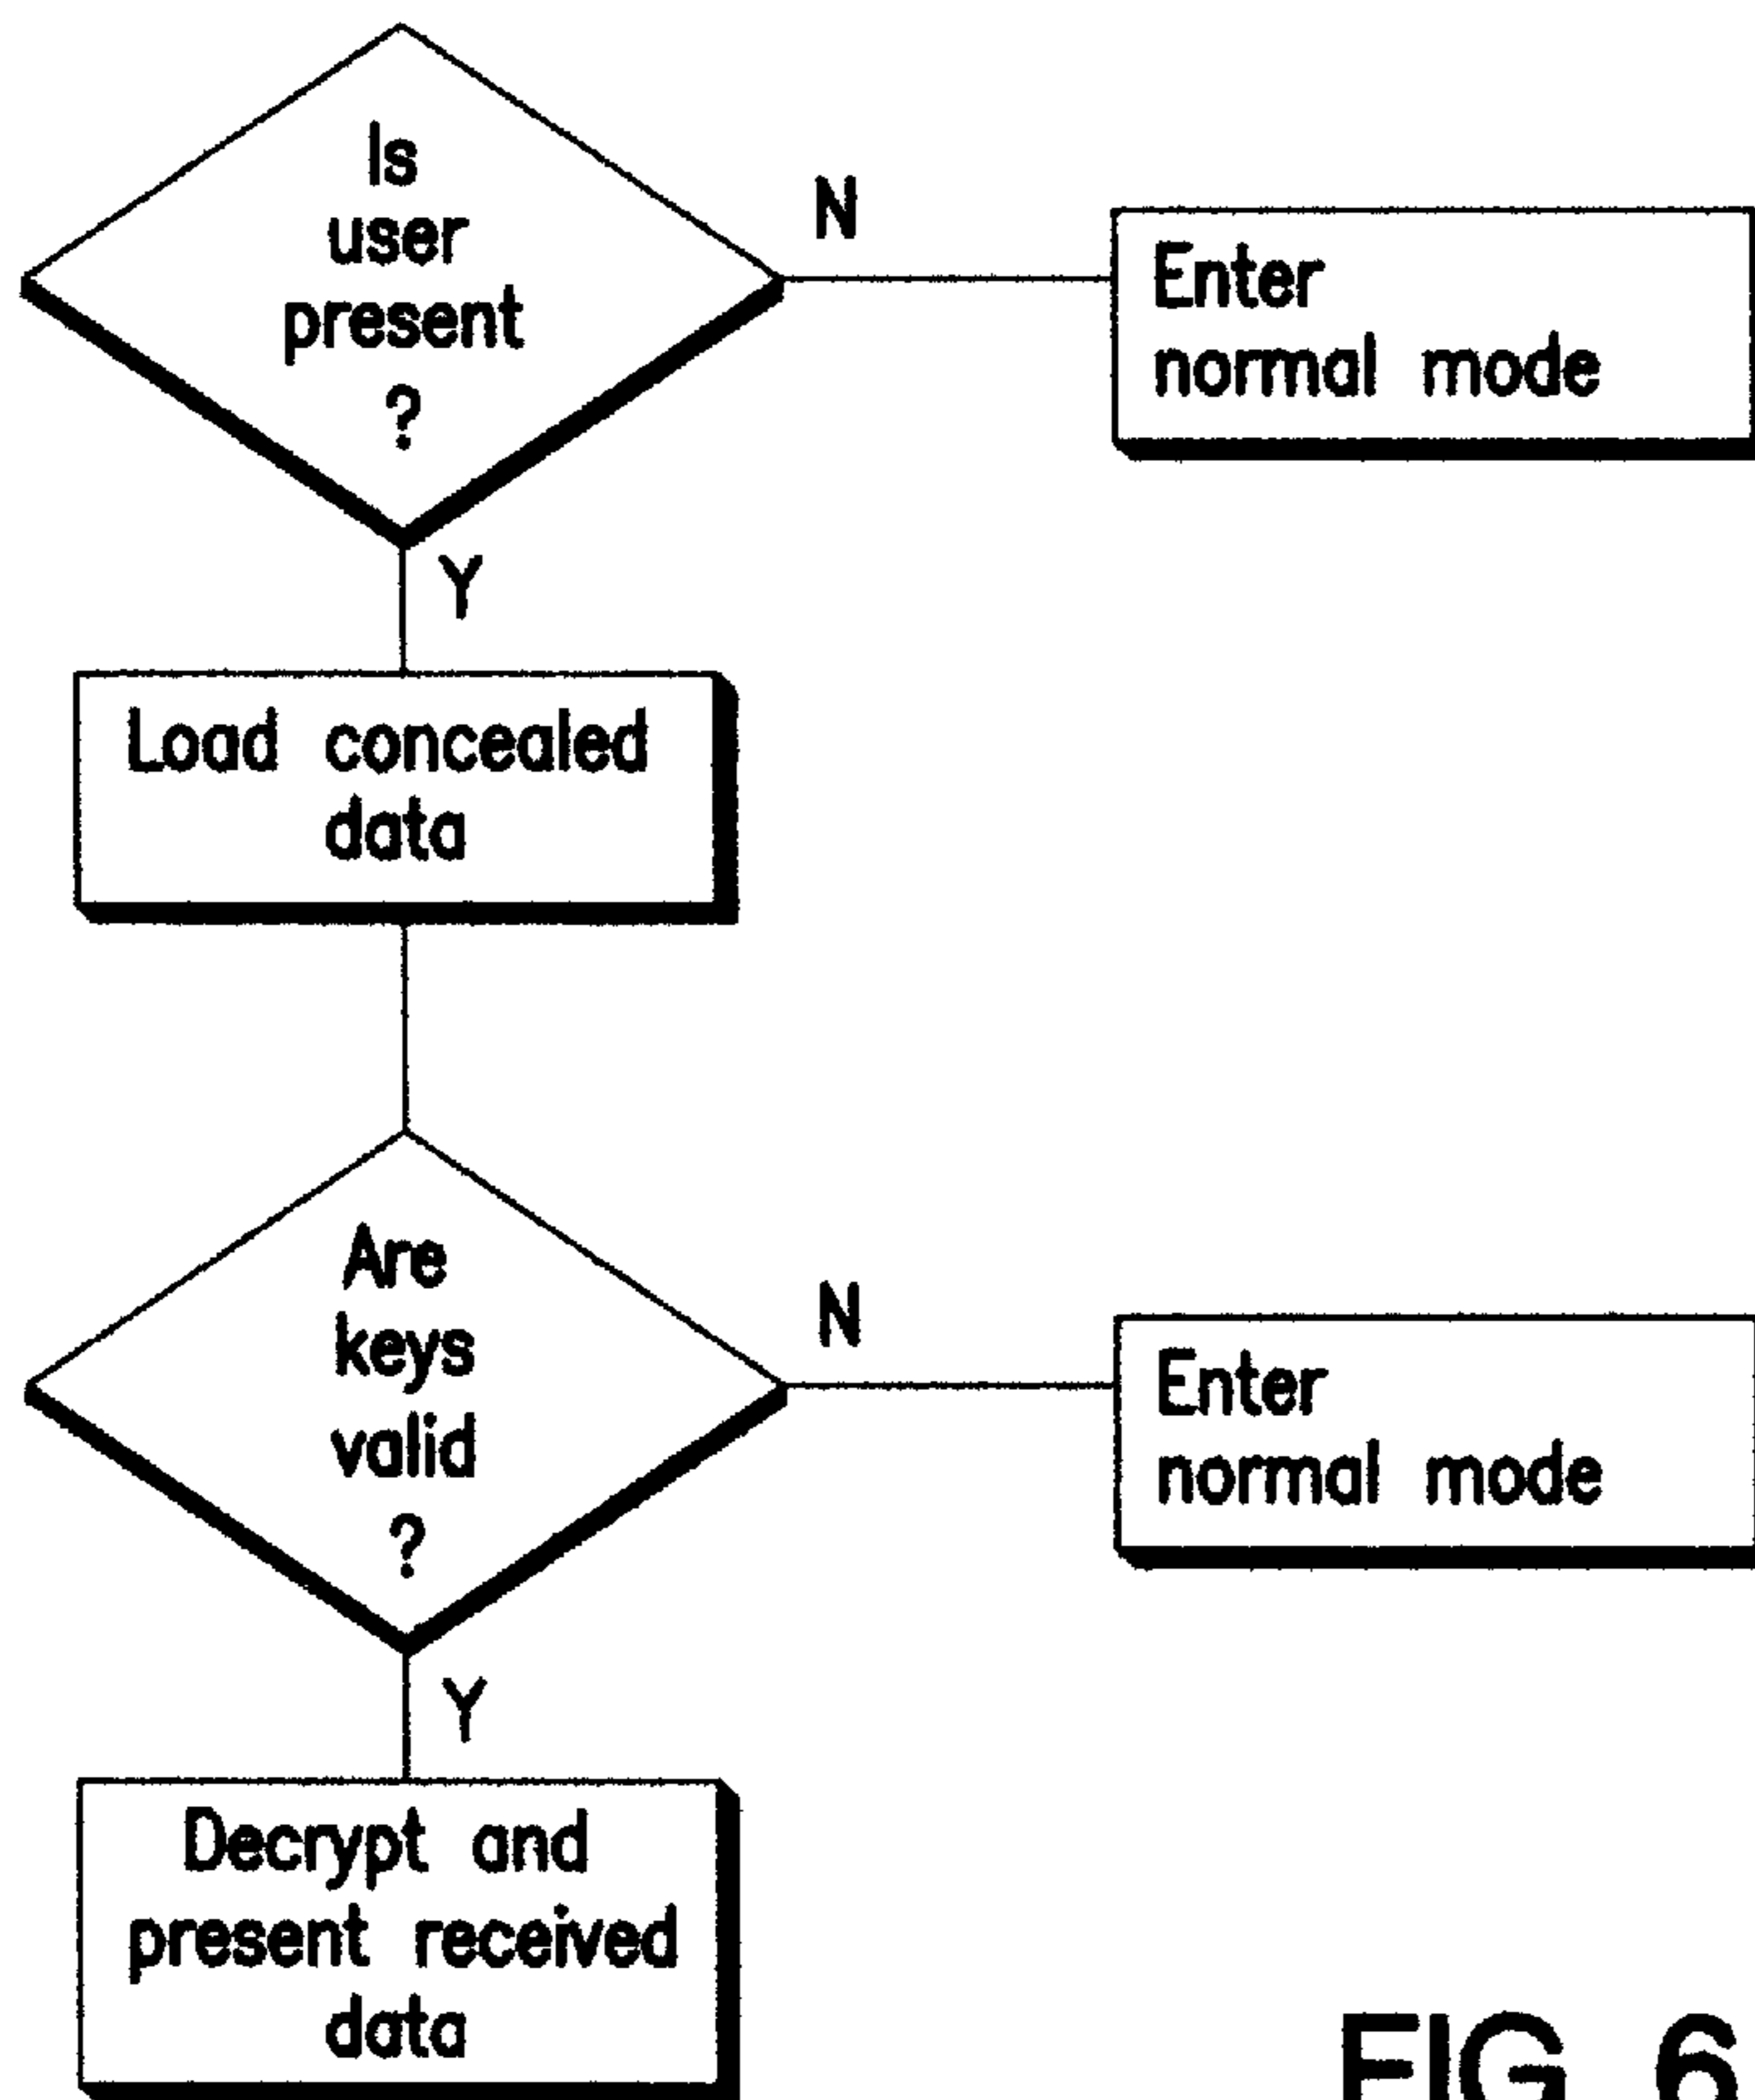 Is
user
present
?
N
Enter
normal mode
Y
Load concealed
data
Are
keys
valid
?
N
Enter
normal mode
Y
Decrypt and
present received
data
FIG 6